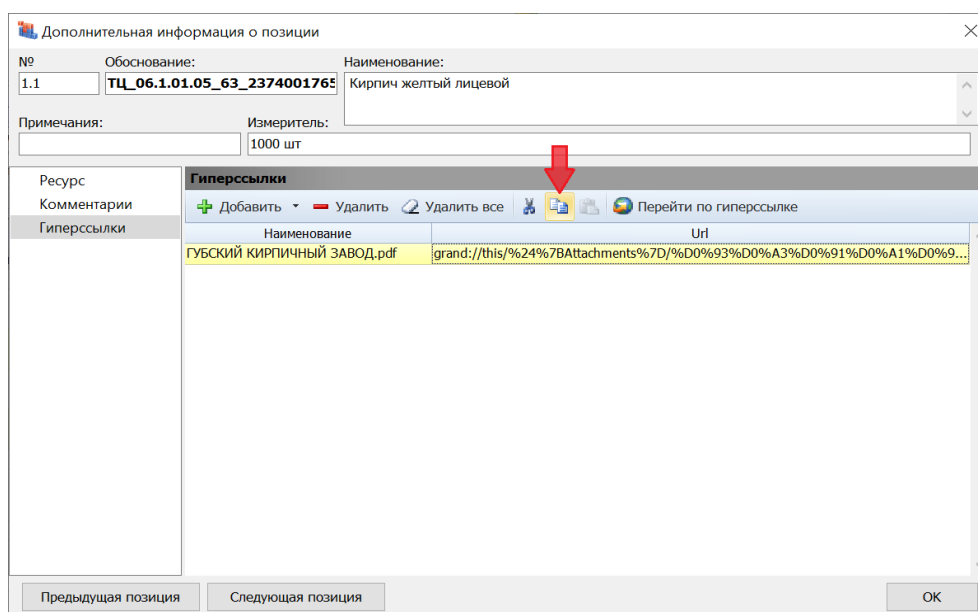 Дополнительная информация о позиции
№ Обоснование: Наименование:
1.1 ТЦ_06.1.01.05_63_2374001765 Кирпич желтый лицевой
Примечания: Измеритель:
1000 шт
Ресурс
Комментарии
Гиперссылки
Гиперссылки
Добавить Удалить Удалить все Перейти по гиперссылке
Наименование Url
ГУБСКИЙ КИРПИЧНЫЙ ЗАВОД.pdf grand://this/%24%7BAttachments%7D/%D0%93%D0%A3%D0%91%D0%A1%D0%9...
Предыдущая позиция Следующая позиция ОК